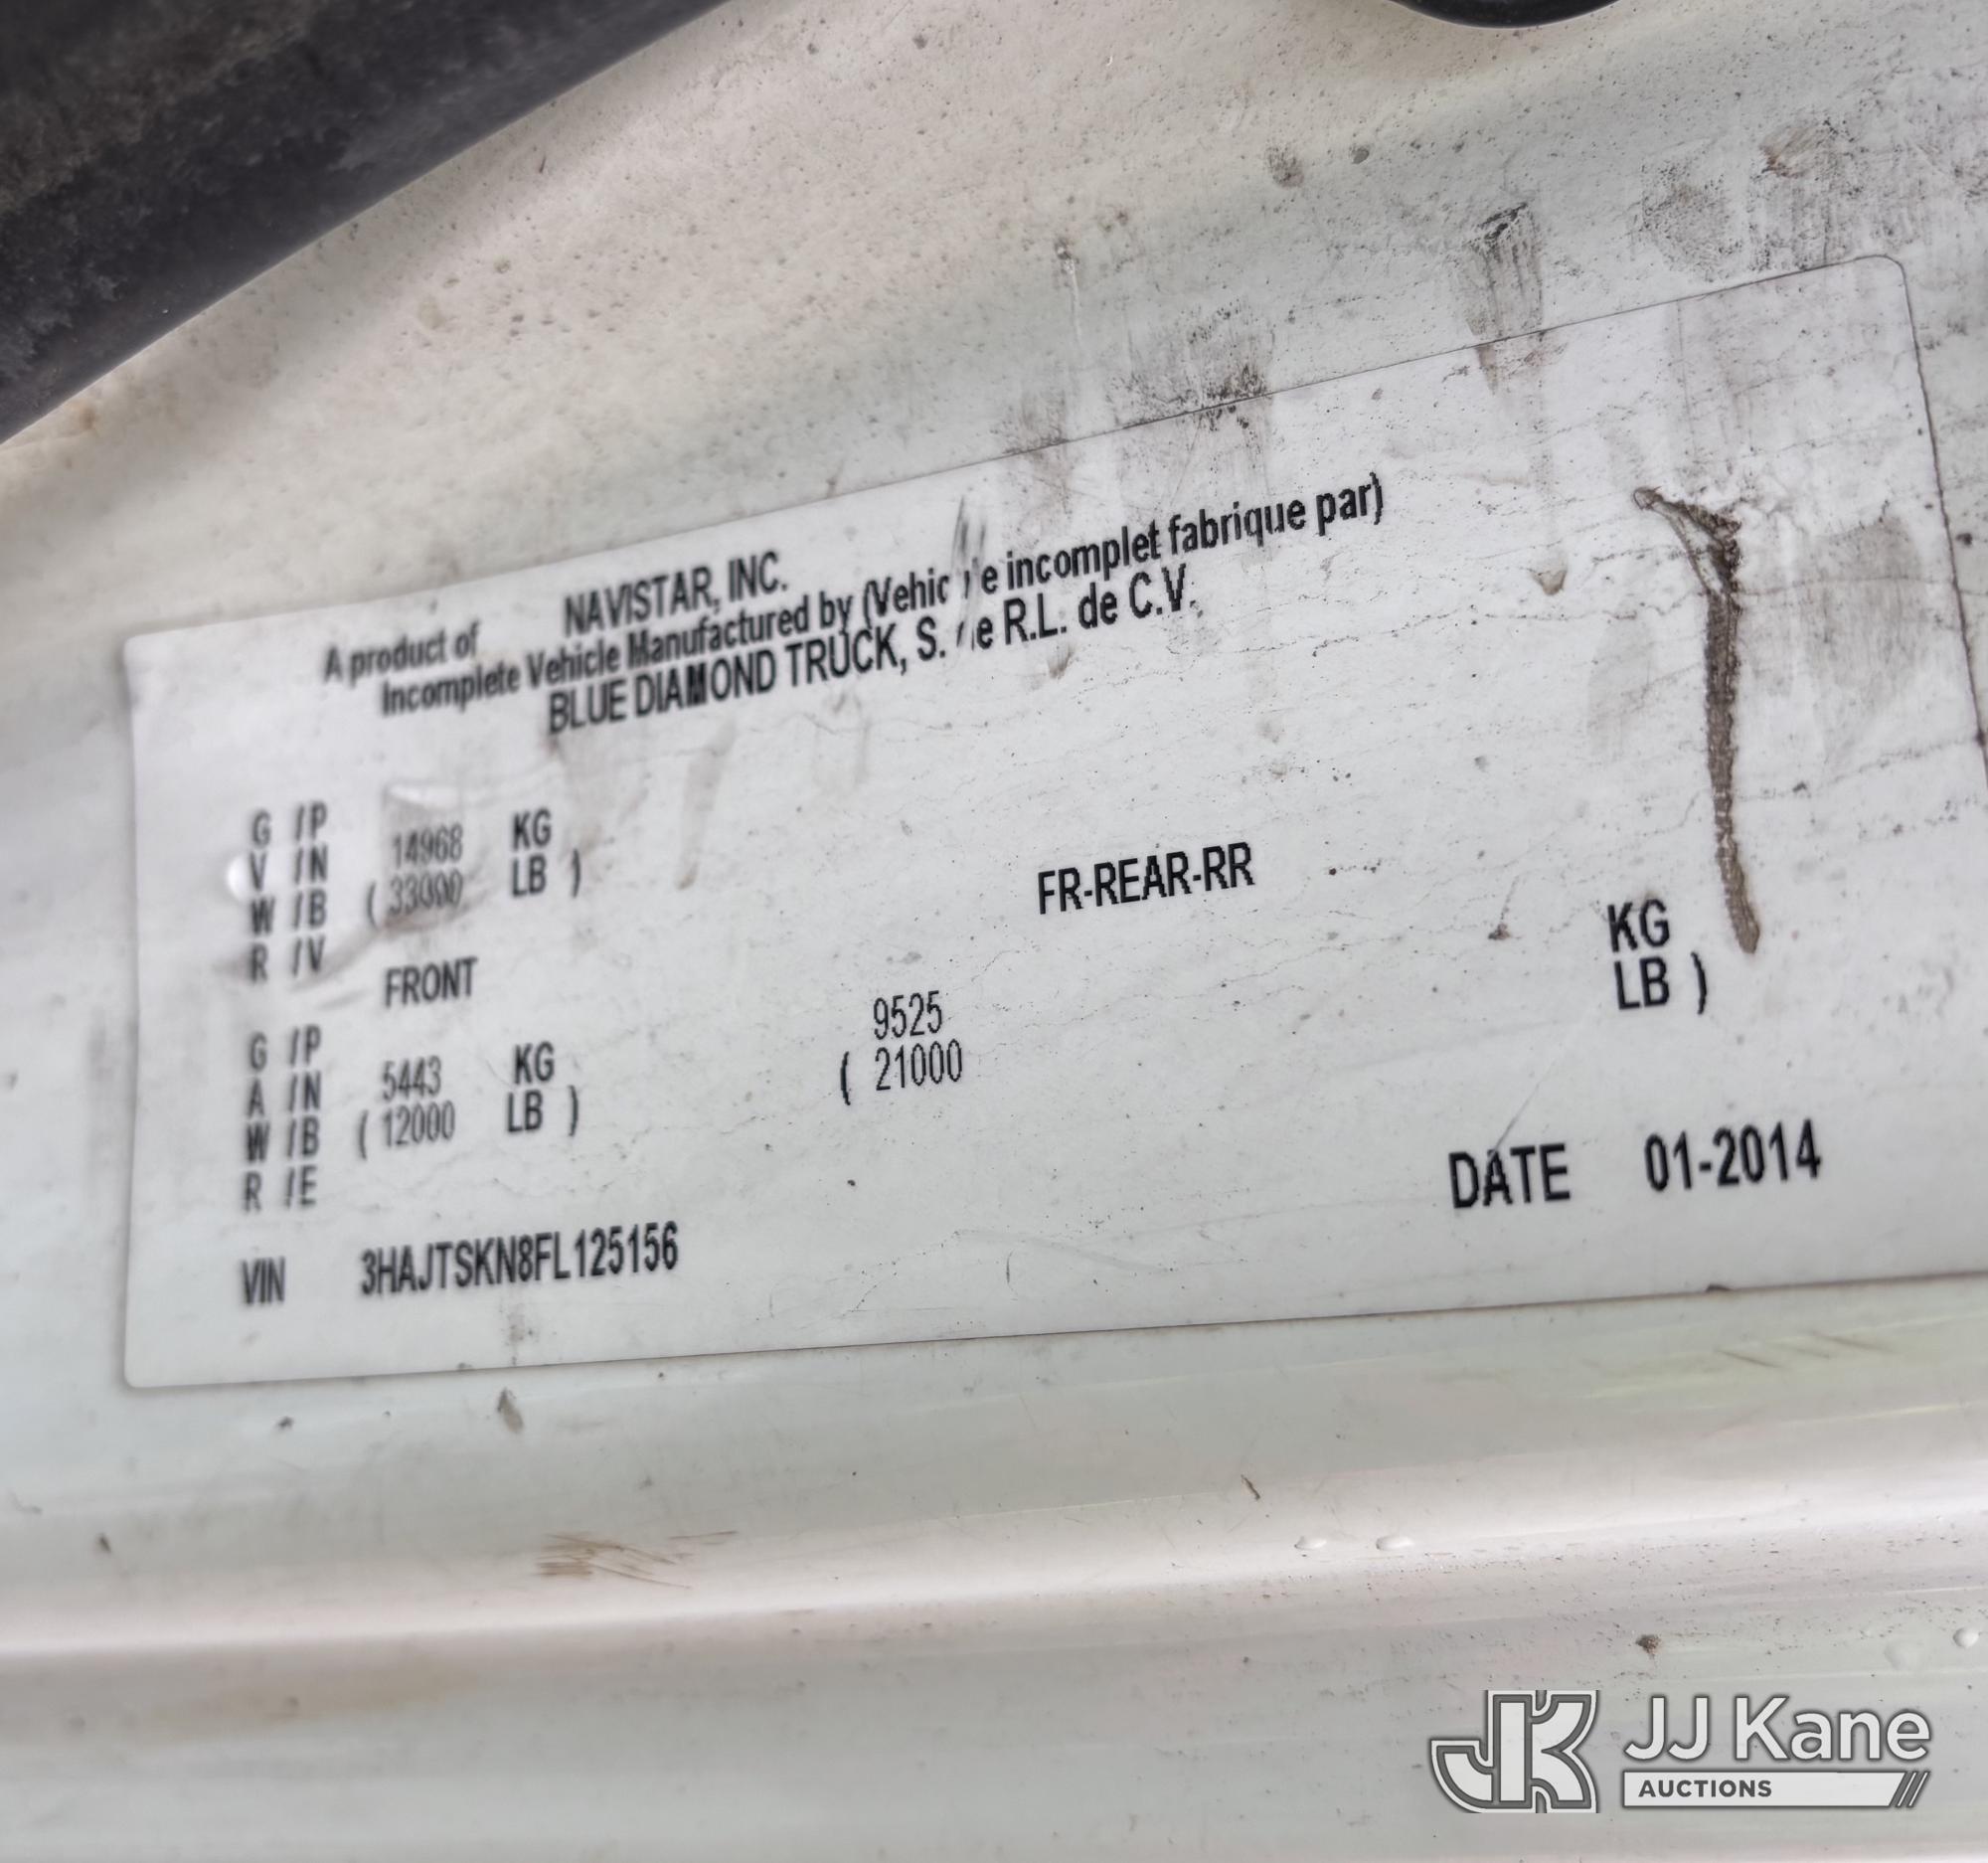 A product of NAVISTAR, INC.
Incomplete Vehicle Manufactured by (Vehic e incomplet fabrique par)
BLUE DIAMOND TRUCK, S. e R.L. de C.V.
G /P
V /N 14968 KG
W /B ( 33000 LB )
R /V
FRONT
FR-REAR-RR
G /P
A /N 5443 KG 9525 KG
W /B ( 12000 LB ) ( 21000 LB )
R /E
VIN 3HAJTSKN8FL125156
DATE 01-2014
JK JJ Kane
AUCTIONS